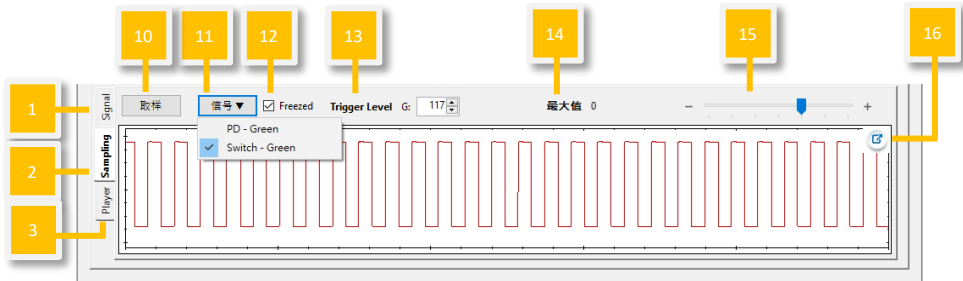 10
11
12
13
14
15
16
1
2
3
Signal
Sampling
Player
取样
信号▼
Freezed
Trigger Level G: 117
最大值 0
− +
PD - Green
Switch - Green